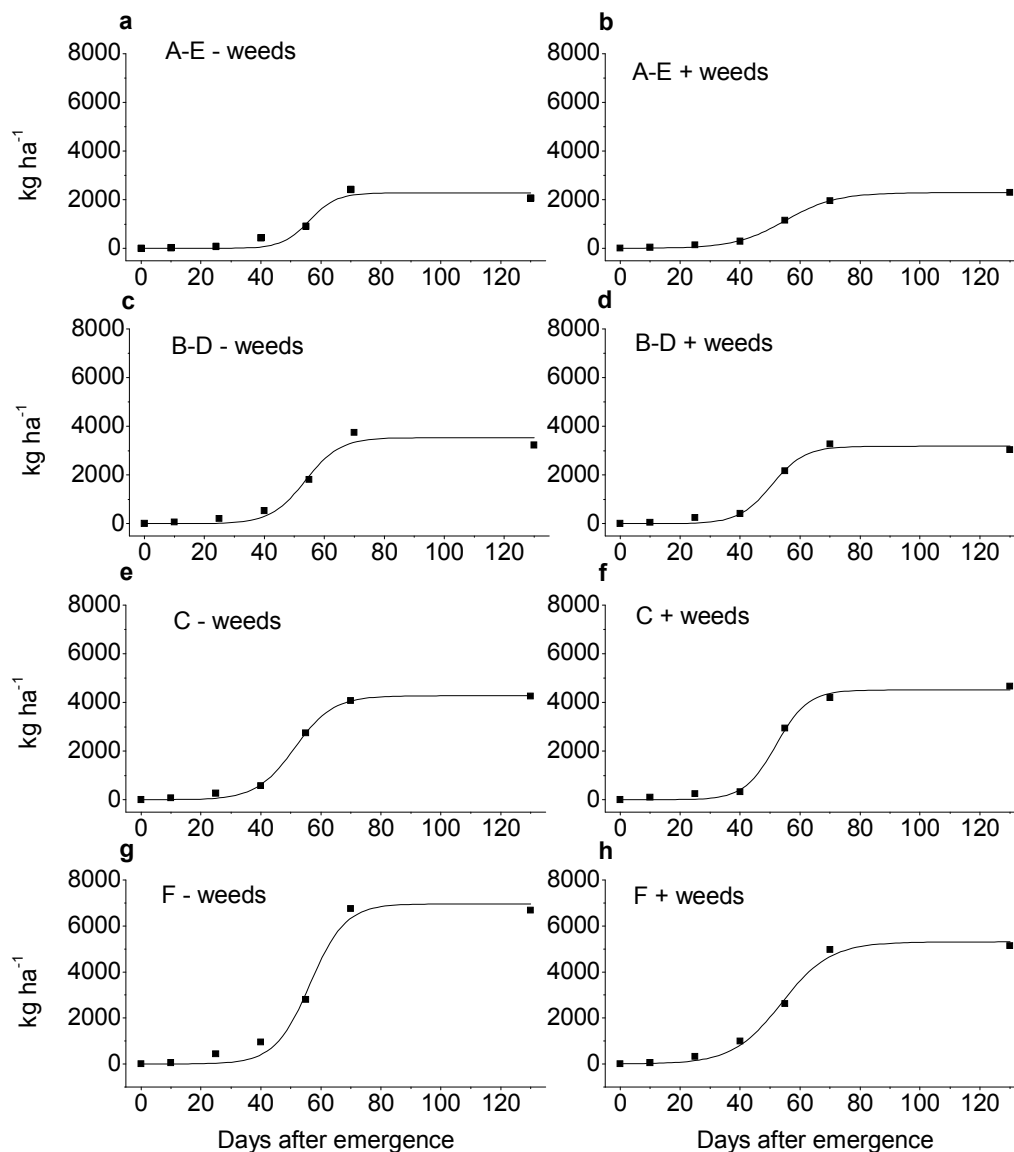 a
A-E - weeds
8000
6000
4000
2000
0
kg ha⁻¹
0 20 40 60 80 100 120
b
A-E + weeds
8000
6000
4000
2000
0
0 20 40 60 80 100 120
c
B-D - weeds
8000
6000
4000
2000
0
kg ha⁻¹
0 20 40 60 80 100 120
d
B-D + weeds
8000
6000
4000
2000
0
0 20 40 60 80 100 120
e
C - weeds
8000
6000
4000
2000
0
kg ha⁻¹
0 20 40 60 80 100 120
f
C + weeds
8000
6000
4000
2000
0
0 20 40 60 80 100 120
g
F - weeds
8000
6000
4000
2000
0
kg ha⁻¹
0 20 40 60 80 100 120
Days after emergence
h
F + weeds
8000
6000
4000
2000
0
0 20 40 60 80 100 120
Days after emergence